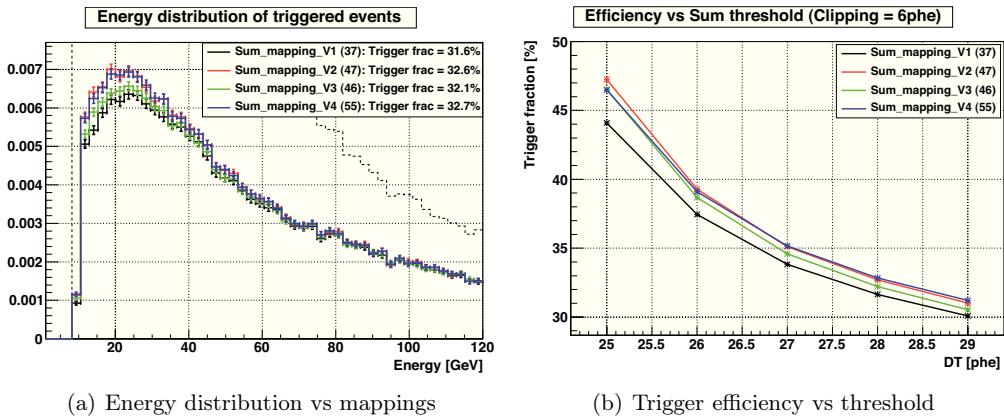 Energy distribution of triggered events
Sum_mapping_V1 (37): Trigger frac = 31.6%
Sum_mapping_V2 (47): Trigger frac = 32.6%
Sum_mapping_V3 (46): Trigger frac = 32.1%
Sum_mapping_V4 (55): Trigger frac = 32.7%
0.007
0.006
0.005
0.004
0.003
0.002
0.001
0
20 40 60 80 100 120
Energy [GeV]
(a) Energy distribution vs mappings
Efficiency vs Sum threshold (Clipping = 6phe)
Trigger fraction [%]
Sum_mapping_V1 (37)
Sum_mapping_V2 (47)
Sum_mapping_V3 (46)
Sum_mapping_V4 (55)
50
45
40
35
30
25 25.5 26 26.5 27 27.5 28 28.5 29
DT [phe]
(b) Trigger efficiency vs threshold